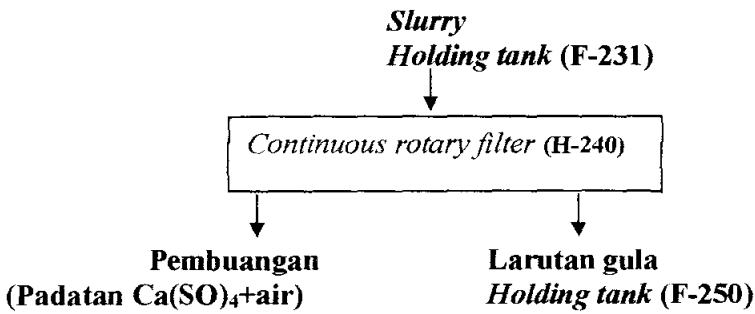 Slurry
Holding tank (F-231)
Continuous rotary filter (H-240)
Pembuangan
(Padatan Ca(SO)₄+air)
Larutan gula
Holding tank (F-250)